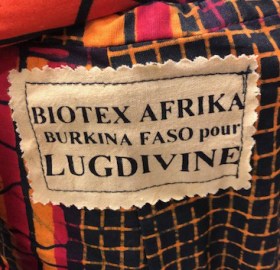 BIOTEX AFRIKA
BURKINA FASO pour
LUGDIVINE